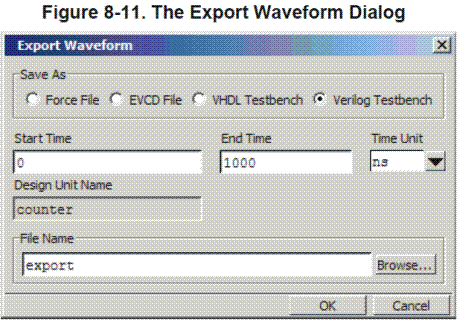 Figure 8-11. The Export Waveform Dialog
Export Waveform
Save As
Force File EVCD File VHDL Testbench Verilog Testbench
Start Time End Time Time Unit
0 1000 ns
Design Unit Name
counter
File Name
export Browse...
OK Cancel